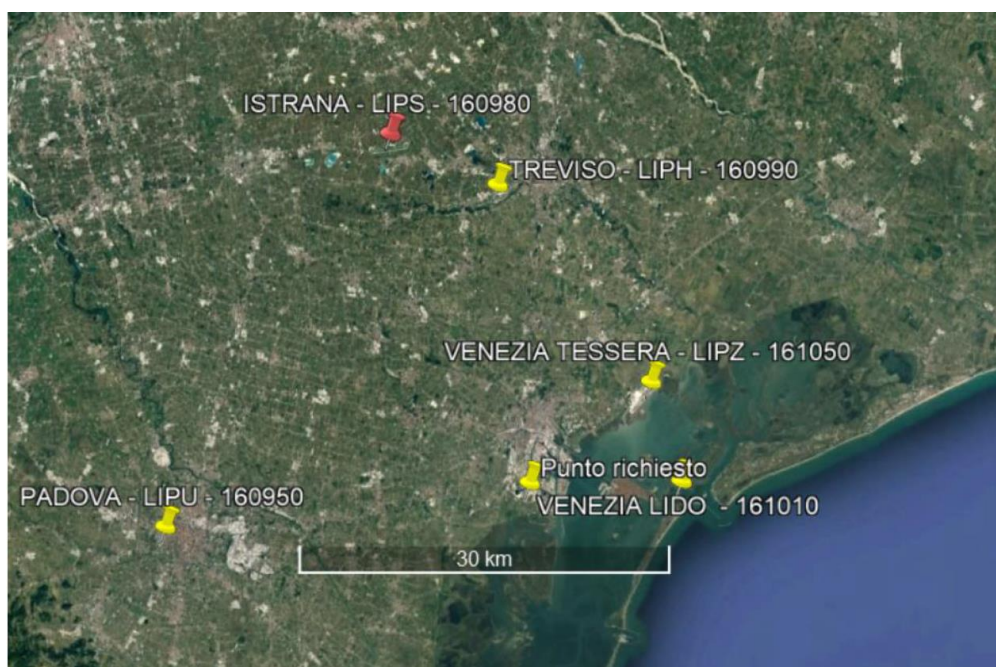 ISTRANA - LIPS - 160980
TREVISO - LIPH - 160990
VENEZIA TESSERA - LIPZ - 161050
Punto richiesto
PADOVA - LIPU - 160950
VENEZIA LIDO - 161010
30 km